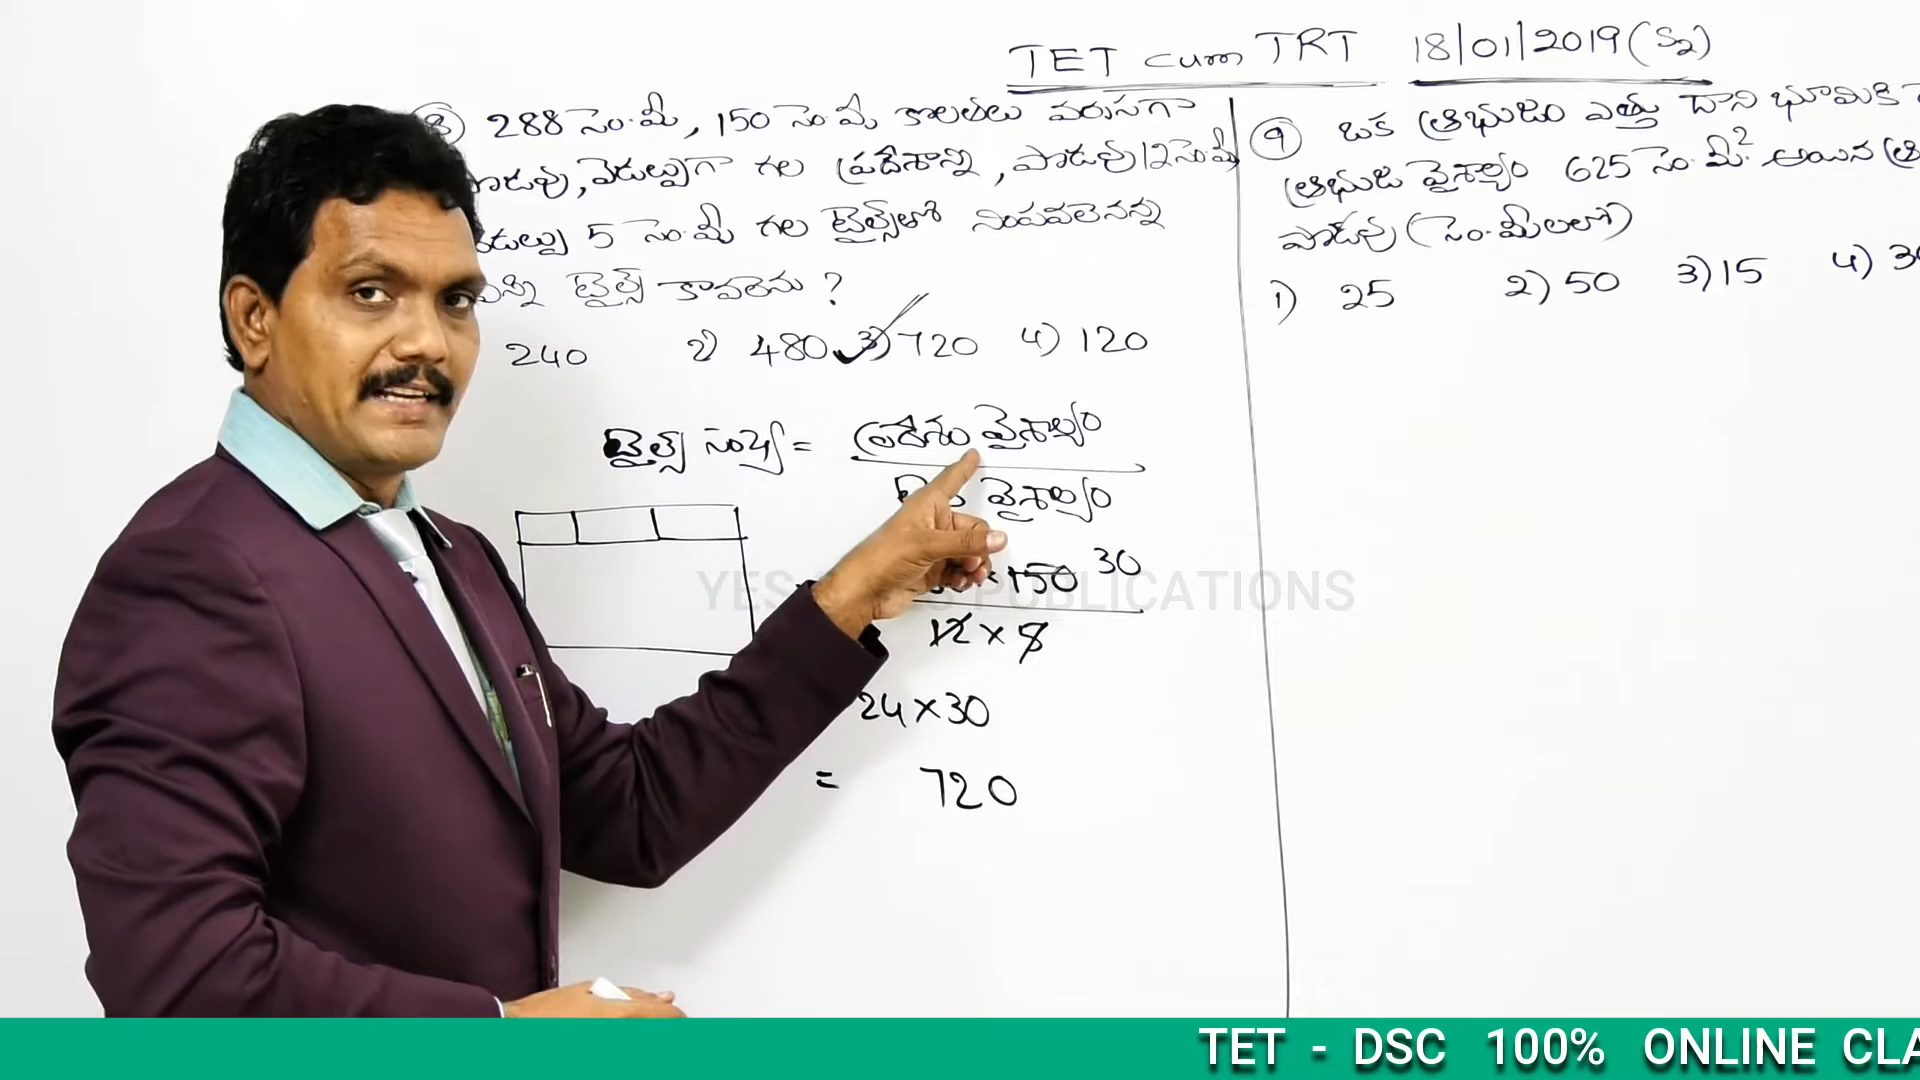 TET cum TRT 18/01/2019 (S2)
8) 288 సెం.మీ, 150 సెం.మీ కొలతలు వరుసగా
పొడవు, వెడల్పుగా గల ప్రదేశాన్ని, పొడవు 12 సెం.మీ
వెడల్పు 5 సెం.మీ గల టైల్స్‌తో నింపవలెనన్న
ఎన్ని టైల్స్ కావలెను ?
240 2) 480 3) 720 4) 120
టైల్స్ సంఖ్య = ప్రదేశం వైశాల్యం
వైశాల్యం
× 150 30
12 × 5
24 × 30
= 720
9 ఒక త్రిభుజం ఎత్తు దాని భూమికి
త్రిభుజ వైశాల్యం 625 సెం.మీ.² అయిన
పొడవు (సెం.మీలలో)
1) 25 2) 50 3) 15 4) 30
YES PUBLICATIONS
TET - DSC 100% ONLINE CLA